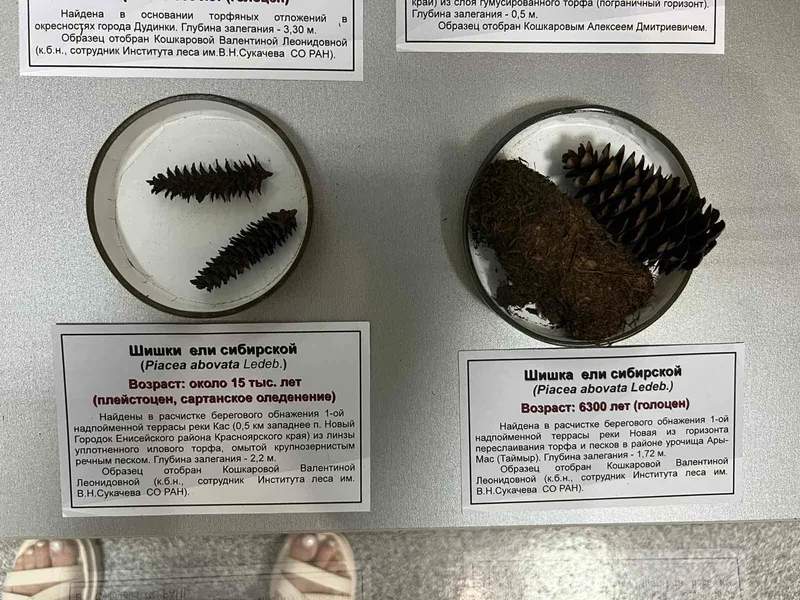 Найдена в основании торфяных отложений в
окресностях города Дудинки. Глубина залегания - 3,30 м.
Образец отобран Кошкаровой Валентиной Леонидовной
(к.б.н., сотрудник Института леса им.В.Н.Сукачева СО РАН).
край) из слоя гумусированного торфа (пограничный горизонт).
Глубина залегания - 0,5 м.
Образец отобран Кошкаровым Алексеем Дмитриевичем.
Шишки ели сибирской
(Piacea abovata Ledeb.)
Возраст: около 15 тыс. лет
(плейстоцен, сартанское оледенение)
Найдены в расчистке берегового обнажения 1-ой
надпойменной террасы реки Кас (0,5 км западнее п. Новый
Городок Енисейского района Красноярского края) из линзы
уплотненного илового торфа, омытой крупнозернистым
речным песком. Глубина залегания - 2,2 м.
Образец отобран Кошкаровой Валентиной
Леонидовной (к.б.н., сотрудник Института леса им.
В.Н.Сукачева СО РАН).
Шишка ели сибирской
(Piacea abovata Ledeb.)
Возраст: 6300 лет (голоцен)
Найдена в расчистке берегового обнажения 1-ой
надпойменной террасы реки Новая из горизонта
переслаивания торфа и песков в районе урочища Ары-
Мас (Таймыр). Глубина залегания - 1,72 м.
Образец отобран Кошкаровой Валентиной
Леонидовной (к.б.н., сотрудник Института леса им.
В.Н.Сукачева СО РАН).